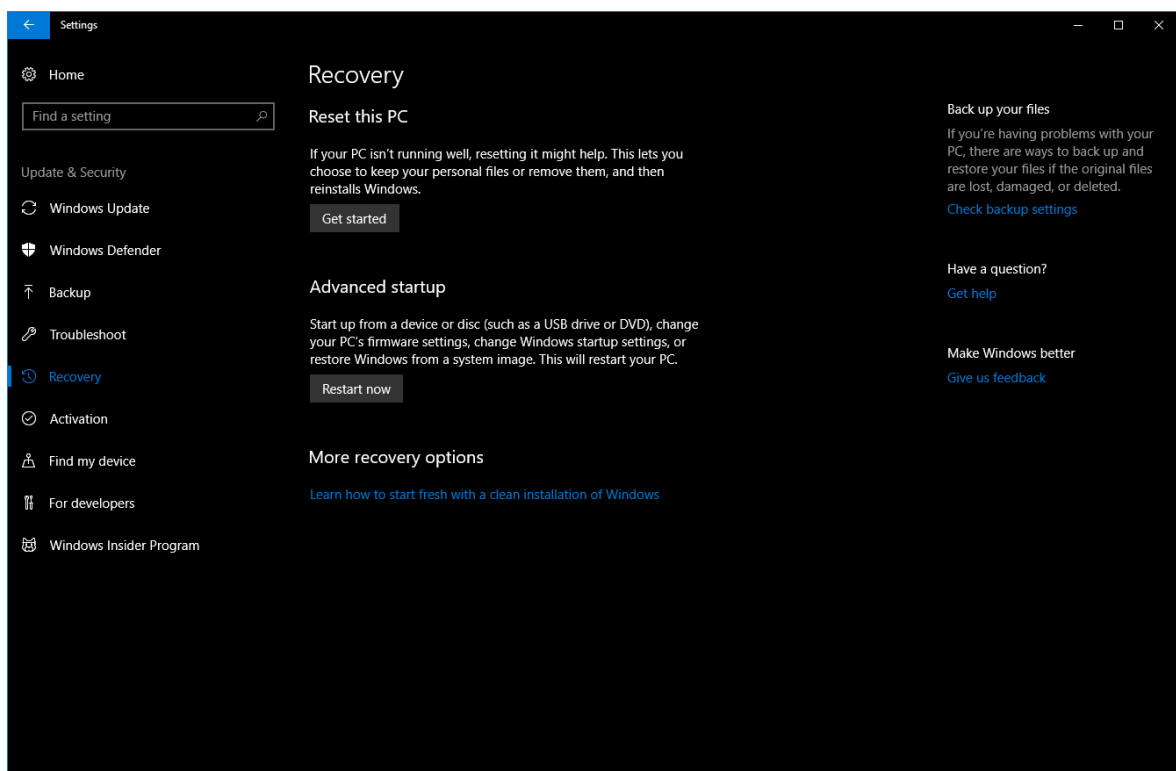 Settings
Home
Find a setting
Update & Security
Windows Update
Windows Defender
Backup
Troubleshoot
Recovery
Activation
Find my device
For developers
Windows Insider Program
Recovery
Reset this PC
If your PC isn't running well, resetting it might help. This lets you
choose to keep your personal files or remove them, and then
reinstalls Windows.
Get started
Advanced startup
Start up from a device or disc (such as a USB drive or DVD), change
your PC's firmware settings, change Windows startup settings, or
restore Windows from a system image. This will restart your PC.
Restart now
More recovery options
Learn how to start fresh with a clean installation of Windows
Back up your files
If you're having problems with your
PC, there are ways to back up and
restore your files if the original files
are lost, damaged, or deleted.
Check backup settings
Have a question?
Get help
Make Windows better
Give us feedback